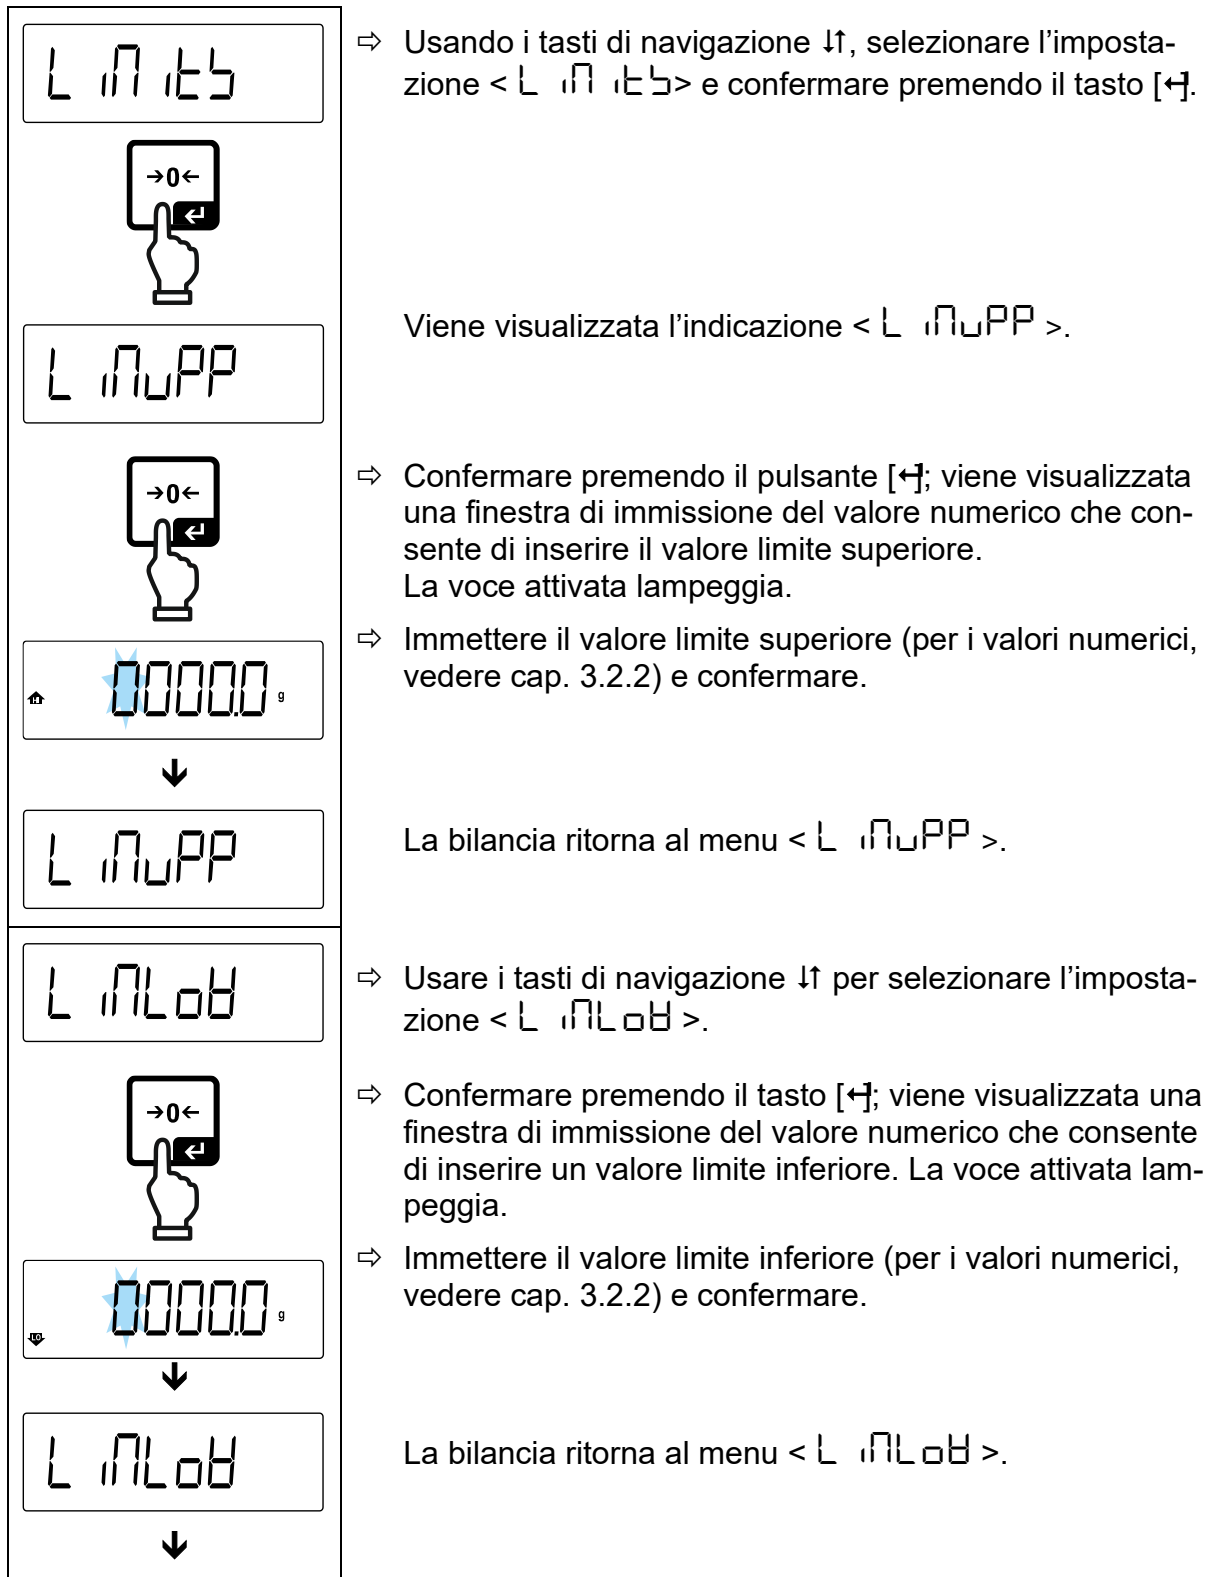 LIMITS
⇨ Usando i tasti di navigazione ↓↑, selezionare l’imposta-
zione < LIMITS> e confermare premendo il tasto [↵].
→0←
Viene visualizzata l’indicazione < LIMUPP >.
LIMUPP
→0←
⇨ Confermare premendo il pulsante [↵]; viene visualizzata
una finestra di immissione del valore numerico che con-
sente di inserire il valore limite superiore.
La voce attivata lampeggia.
⇨ Immettere il valore limite superiore (per i valori numerici,
vedere cap. 3.2.2) e confermare.
HI 0000.0 g
LIMUPP
La bilancia ritorna al menu < LIMUPP >.
LIMLOW
⇨ Usare i tasti di navigazione ↓↑ per selezionare l’imposta-
zione < LIMLOW >.
→0←
⇨ Confermare premendo il tasto [↵]; viene visualizzata una
finestra di immissione del valore numerico che consente
di inserire un valore limite inferiore. La voce attivata lam-
peggia.
⇨ Immettere il valore limite inferiore (per i valori numerici,
vedere cap. 3.2.2) e confermare.
LO 0000.0 g
LIMLOW
La bilancia ritorna al menu < LIMLOW >.